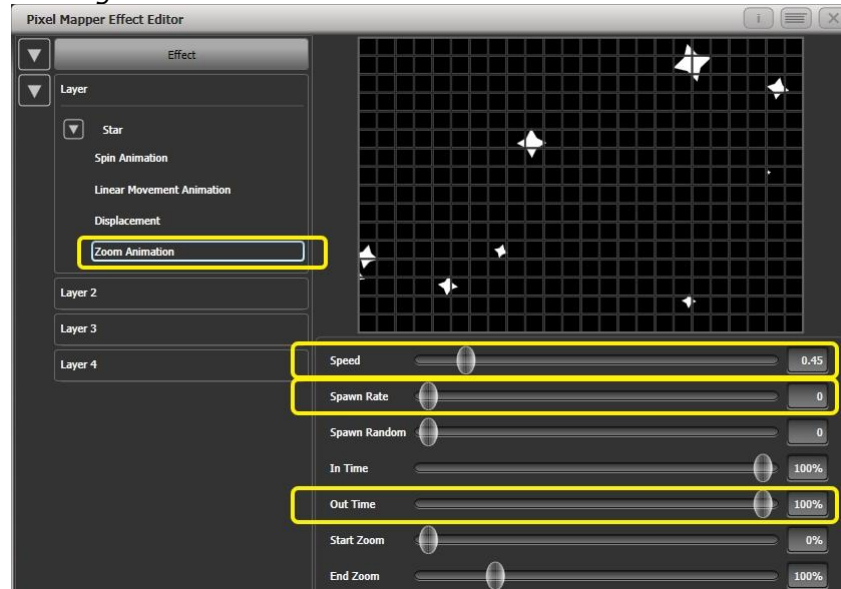 Pixel Mapper Effect Editor
i
Effect
Layer
Star
Spin Animation
Linear Movement Animation
Displacement
Zoom Animation
Layer 2
Layer 3
Layer 4
Speed 0.45
Spawn Rate 0
Spawn Random 0
In Time 100%
Out Time 100%
Start Zoom 0%
End Zoom 100%